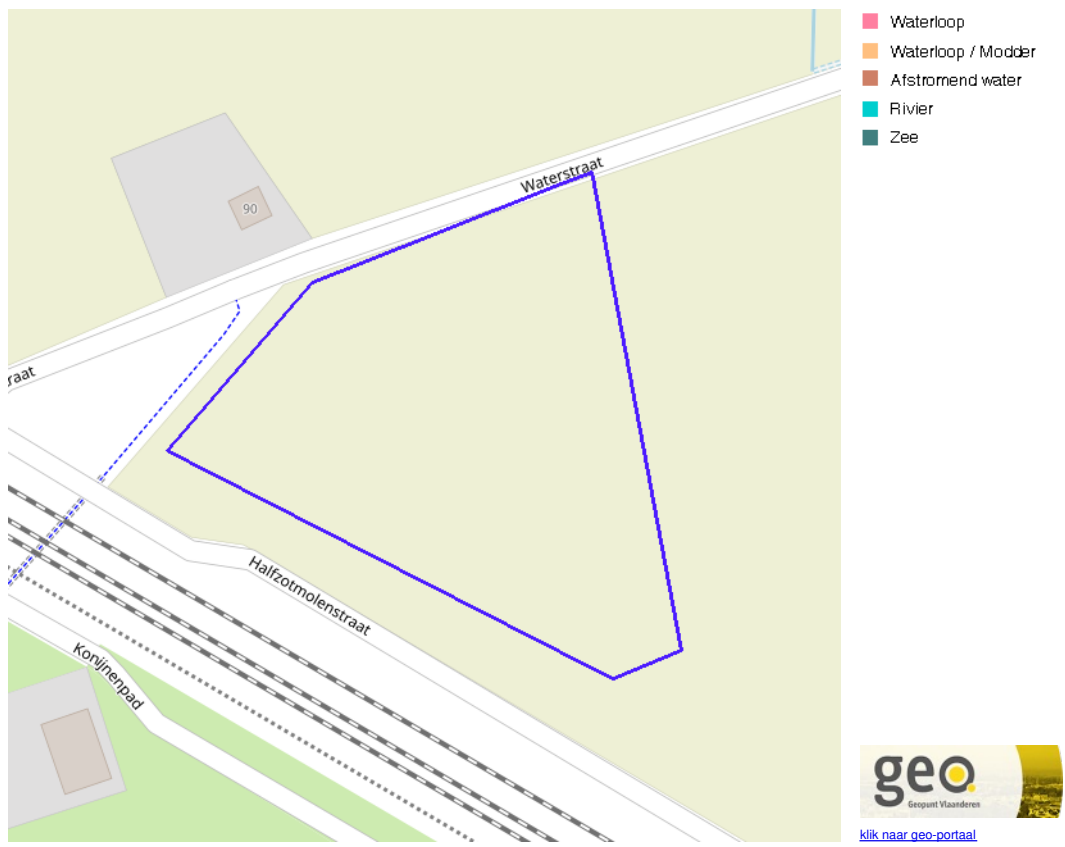 Waterstraat
90
raat
Halfzotmolenstraat
Konijnenpad
Waterloop
Waterloop / Modder
Afstromend water
Rivier
Zee
geo.
Geopunt Vlaanderen
klik naar geo-portaal